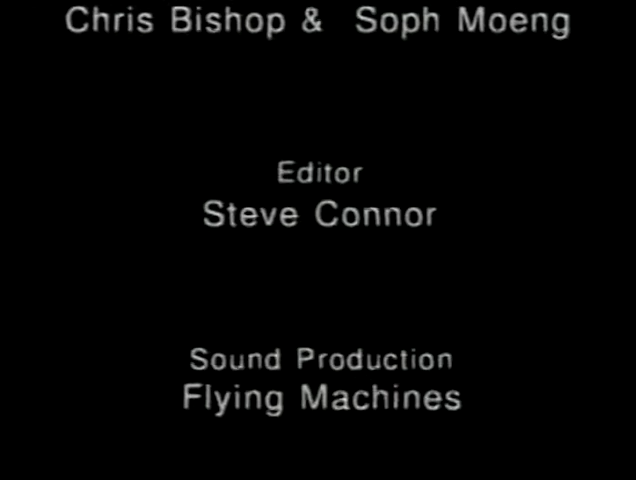 Chris Bishop & Soph Moeng
Editor
Steve Connor
Sound Production
Flying Machines